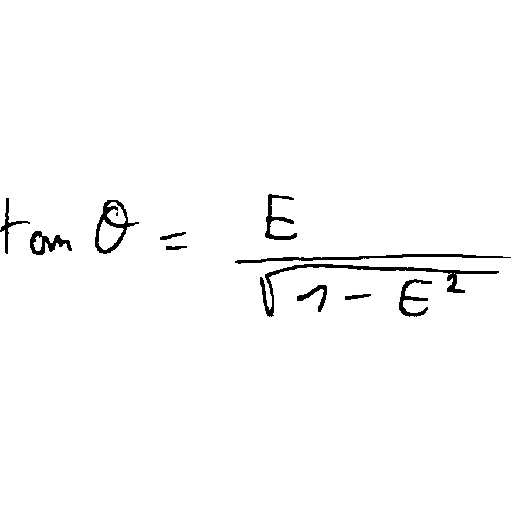 tan θ = E / √(1 - E²)